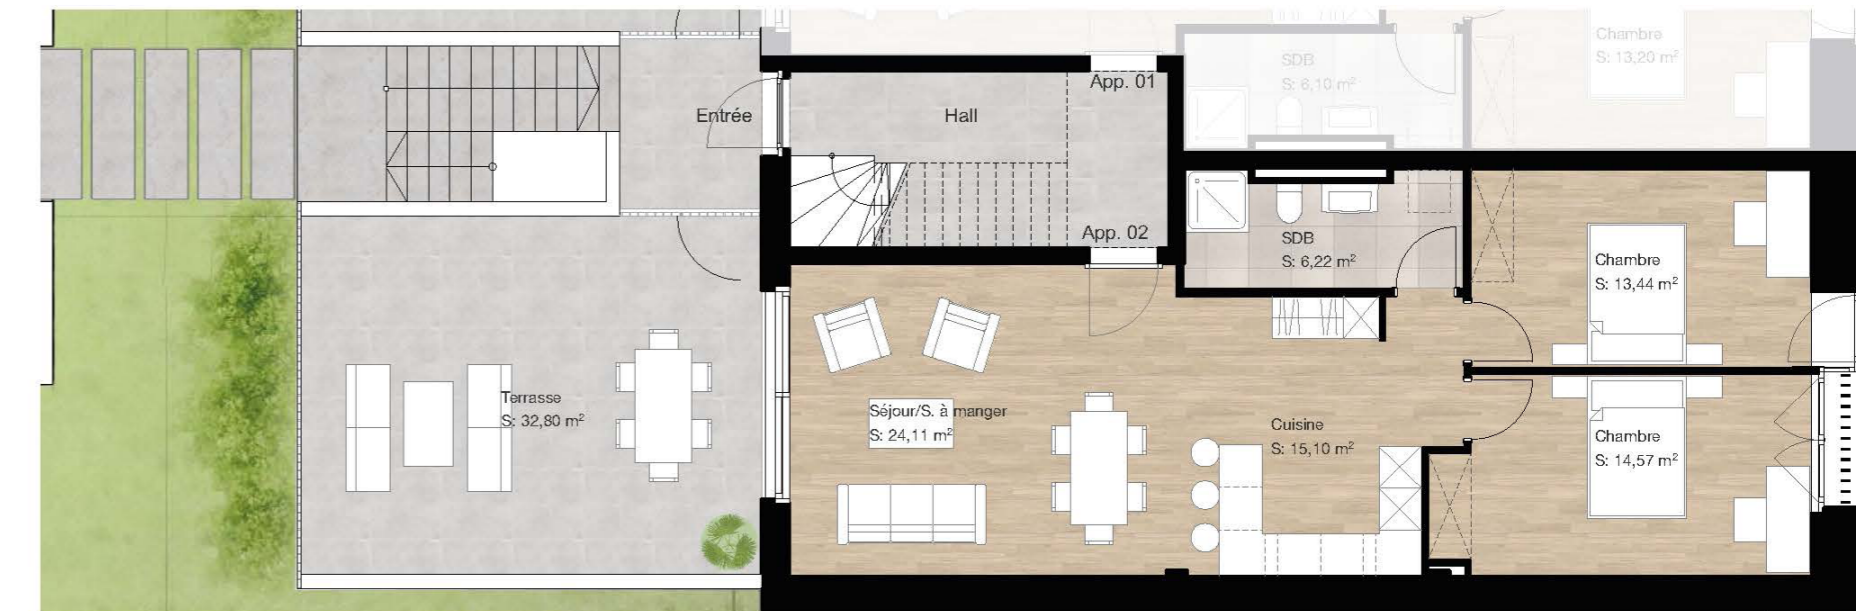 Chambre
S: 13,20 m²
SDB
S: 6,10 m²
App. 01
Entrée
Hall
App. 02
SDB
S: 6,22 m²
Chambre
S: 13,44 m²
Terrasse
S: 32,80 m²
Séjour/S. à manger
S: 24,11 m²
Cuisine
S: 15,10 m²
Chambre
S: 14,57 m²